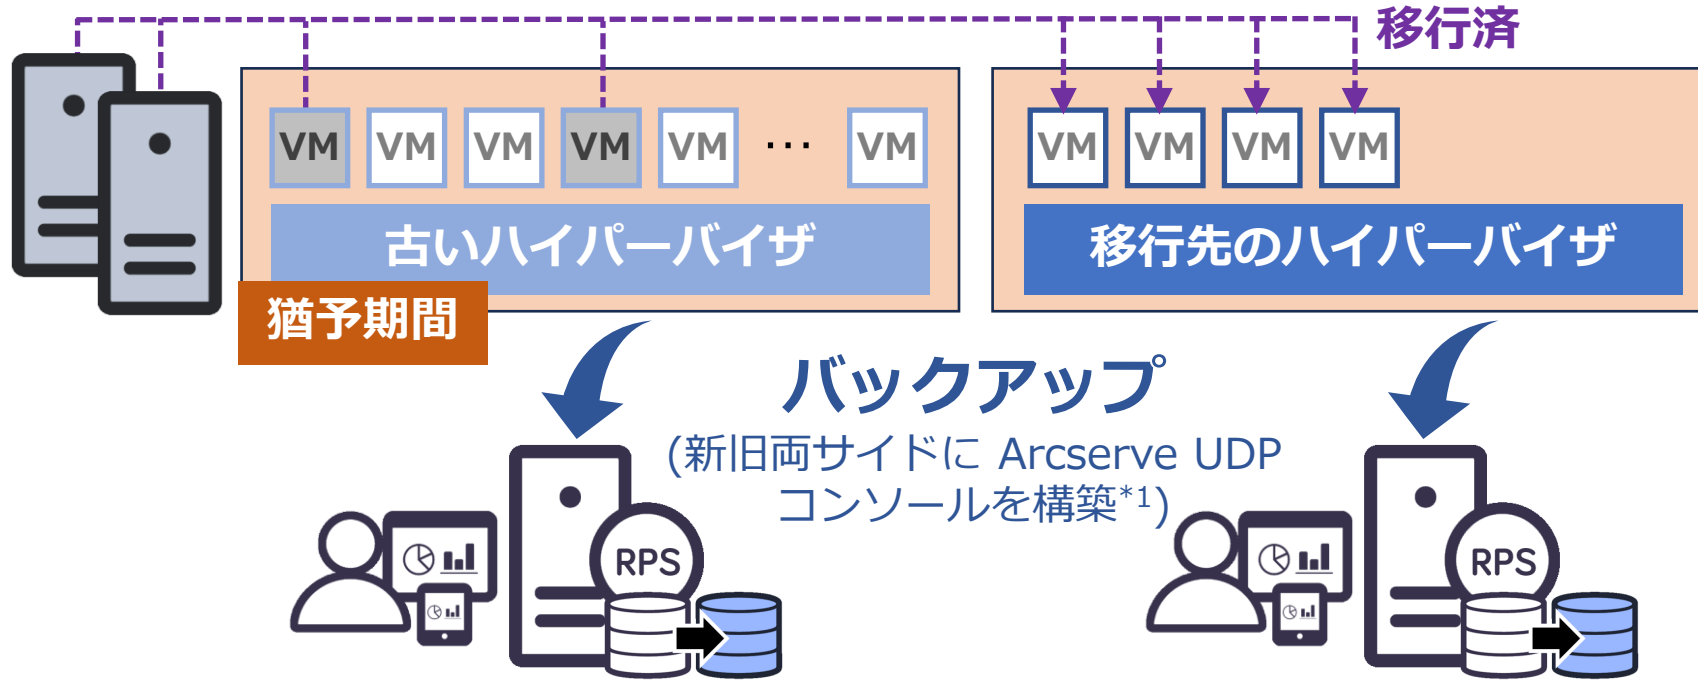 移行済
VM VM VM VM VM ··· VM
VM VM VM VM
古いハイパーバイザ
移行先のハイパーバイザ
猶予期間
バックアップ
(新旧両サイドに Arcserve UDP
コンソールを構築*1)
RPS
RPS